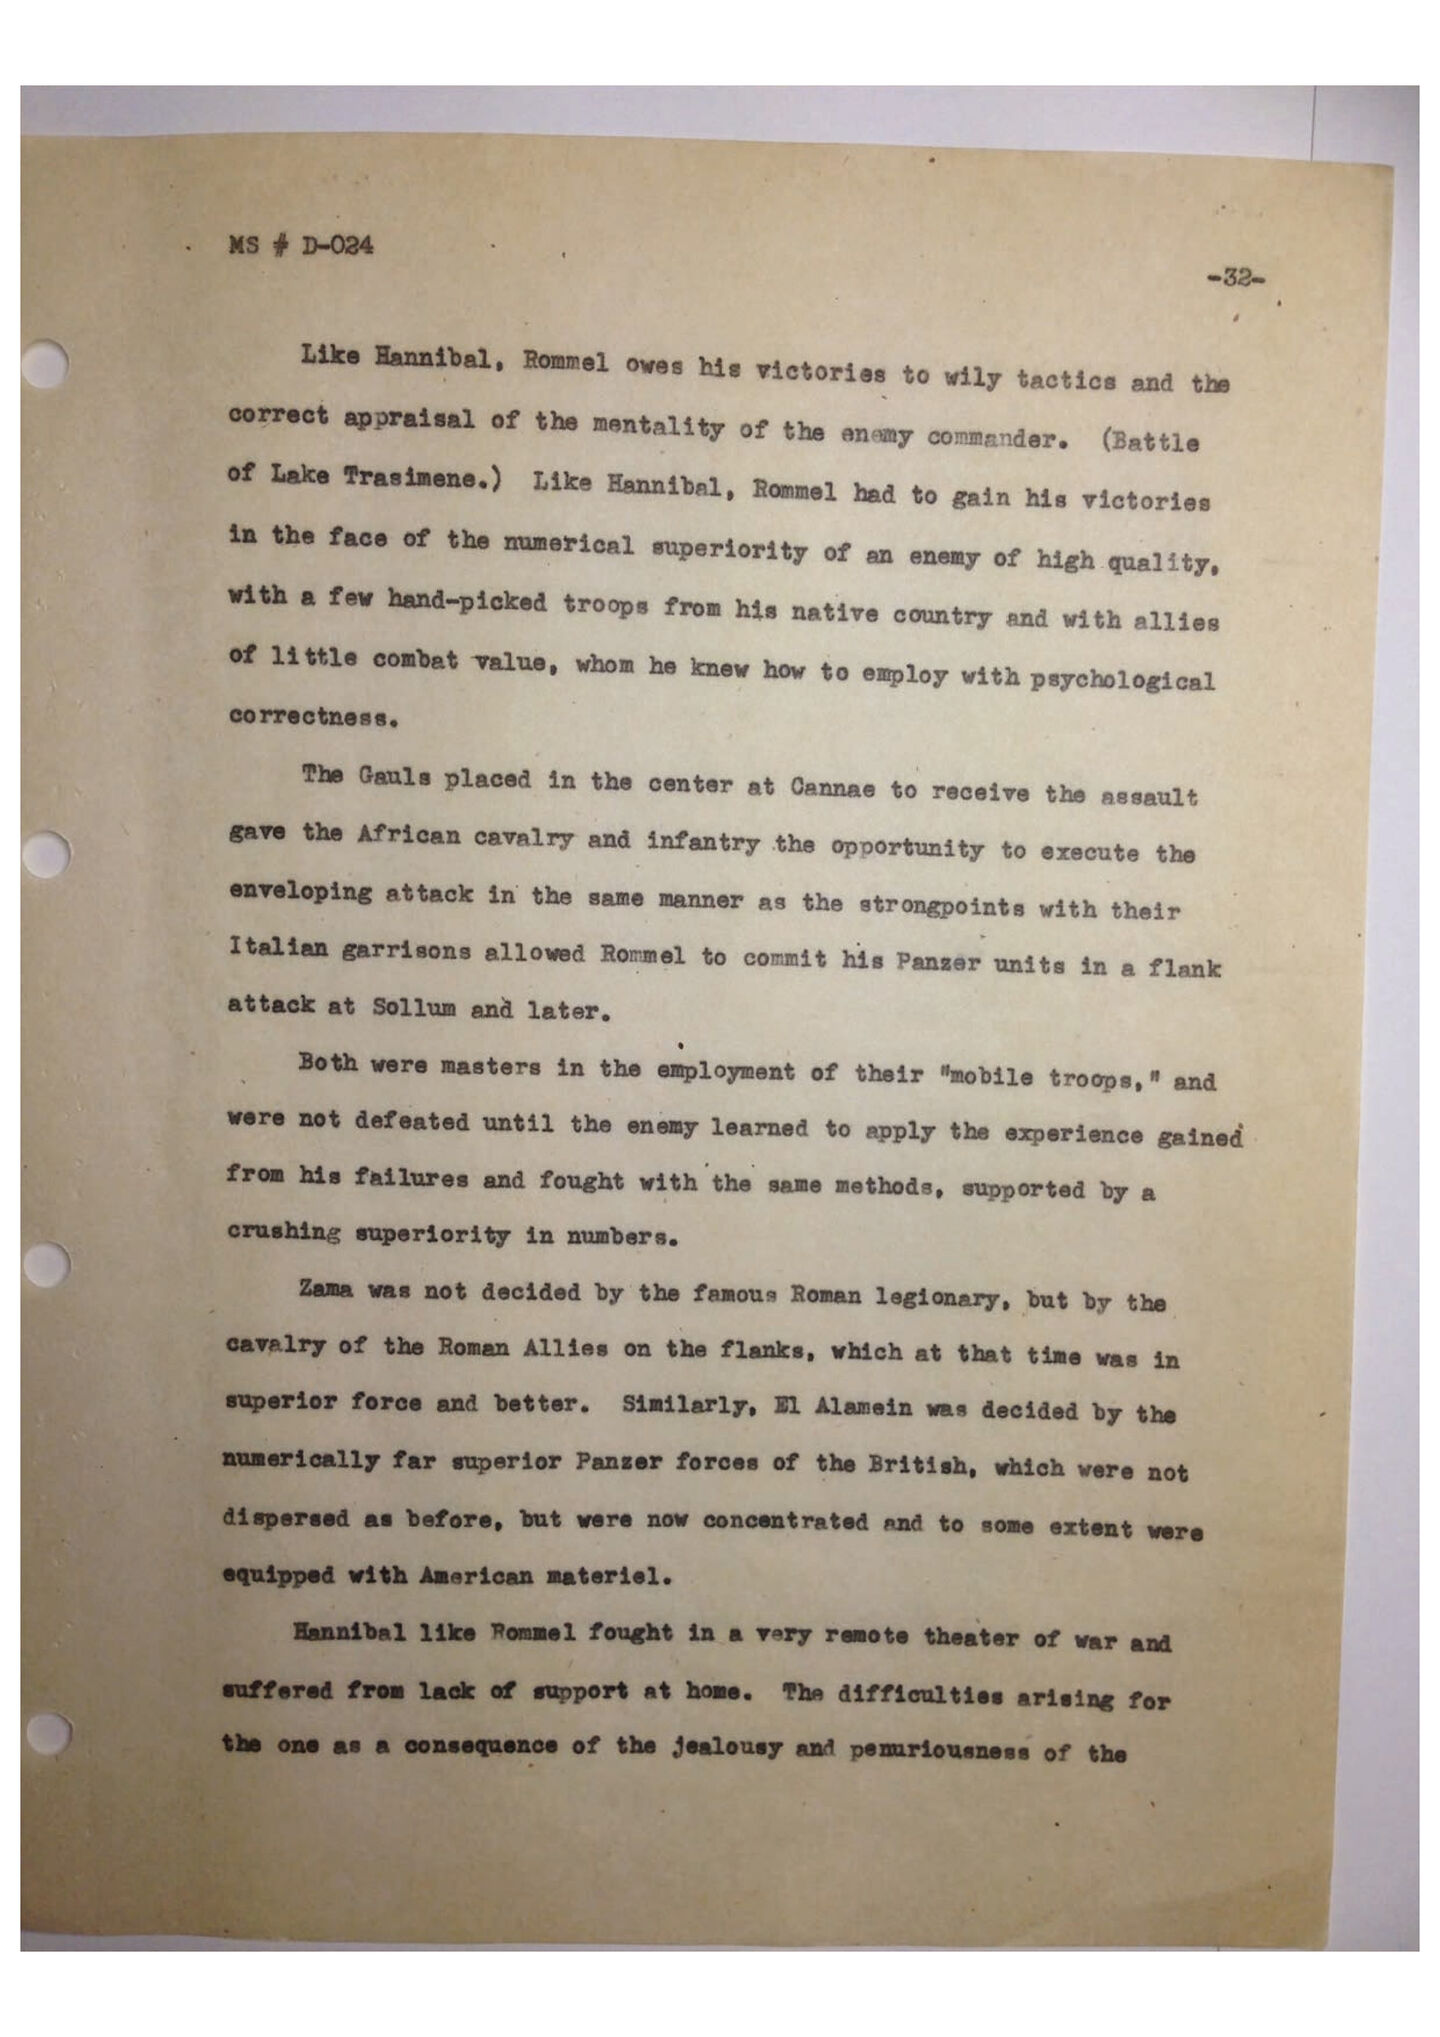 MS # D-024
-32-
Like Hannibal, Rommel owes his victories to wily tactics and the
correct appraisal of the mentality of the enemy commander. (Battle
of Lake Trasimene.) Like Hannibal, Rommel had to gain his victories
in the face of the numerical superiority of an enemy of high quality,
with a few hand-picked troops from his native country and with allies
of little combat value, whom he knew how to employ with psychological
correctness.
The Gauls placed in the center at Cannae to receive the assault
gave the African cavalry and infantry the opportunity to execute the
enveloping attack in the same manner as the strongpoints with their
Italian garrisons allowed Rommel to commit his Panzer units in a flank
attack at Sollum and later.
Both were masters in the employment of their "mobile troops," and
were not defeated until the enemy learned to apply the experience gained
from his failures and fought with the same methods, supported by a
crushing superiority in numbers.
Zama was not decided by the famous Roman legionary, but by the
cavalry of the Roman Allies on the flanks, which at that time was in
superior force and better. Similarly, El Alamein was decided by the
numerically far superior Panzer forces of the British, which were not
dispersed as before, but were now concentrated and to some extent were
equipped with American materiel.
Hannibal like Rommel fought in a very remote theater of war and
suffered from lack of support at home. The difficulties arising for
the one as a consequence of the jealousy and penuriousness of the